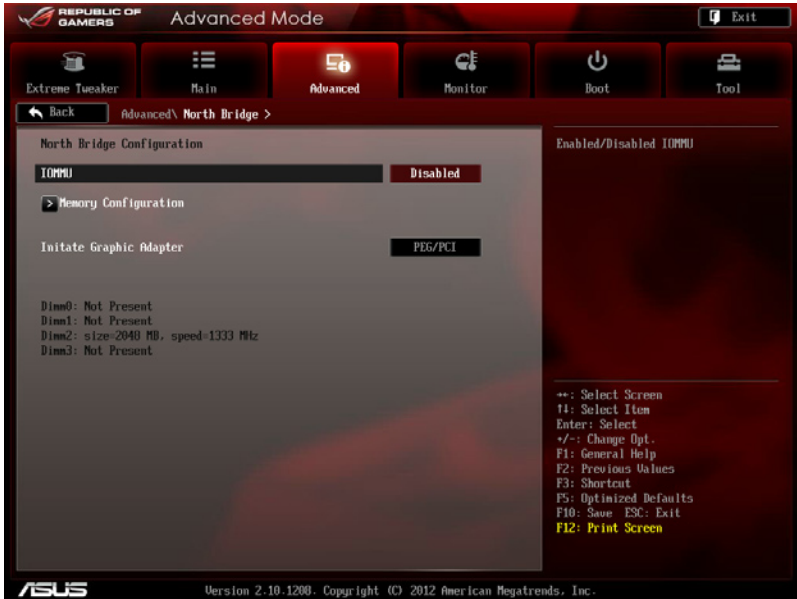 REPUBLIC OF
GAMERS
Advanced Mode
Exit
Extreme Tweaker
Main
Advanced
Monitor
Boot
Tool
Back
Advanced\ North Bridge >
North Bridge Configuration
IOMMU Disabled
> Memory Configuration
Initate Graphic Adapter PEG/PCI
Dimm0: Not Present
Dimm1: Not Present
Dimm2: size=2048 MB, speed=1333 MHz
Dimm3: Not Present
Enabled/Disabled IOMMU
→←: Select Screen
↑↓: Select Item
Enter: Select
+/-: Change Opt.
F1: General Help
F2: Previous Values
F3: Shortcut
F5: Optimized Defaults
F10: Save ESC: Exit
F12: Print Screen
ASUS
Version 2.10.1208. Copyright (C) 2012 American Megatrends, Inc.